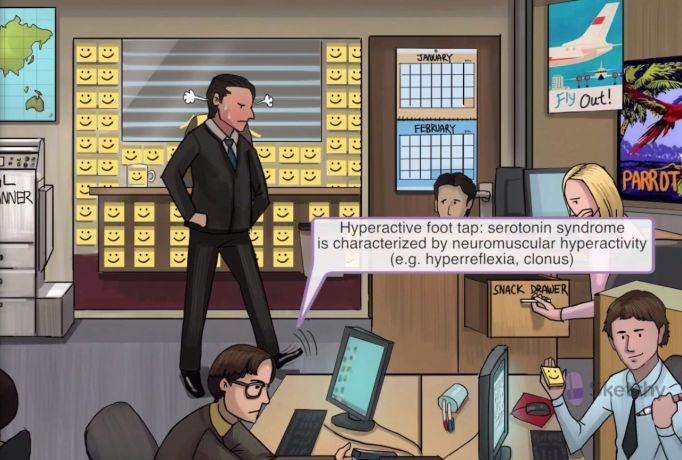 JANUARY
FEBRUARY
Fly Out!
PARROT
Hyperactive foot tap: serotonin syndrome
is characterized by neuromuscular hyperactivity
(e.g. hyperreflexia, clonus)
SNACK DRAWER
Sketchy